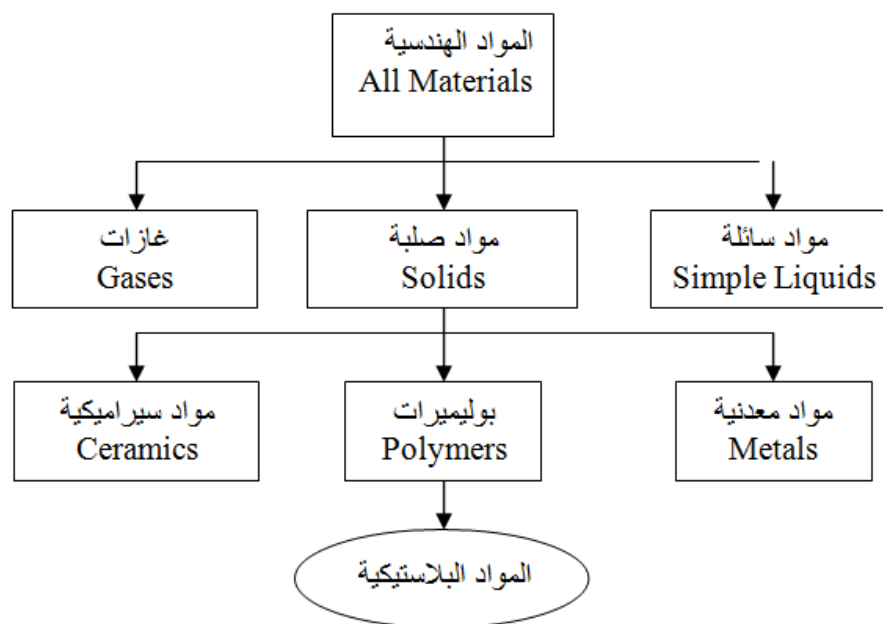 المواد الهندسية
All Materials
غازات
Gases
مواد صلبة
Solids
مواد سائلة
Simple Liquids
مواد سيراميكية
Ceramics
بوليميرات
Polymers
مواد معدنية
Metals
المواد البلاستيكية